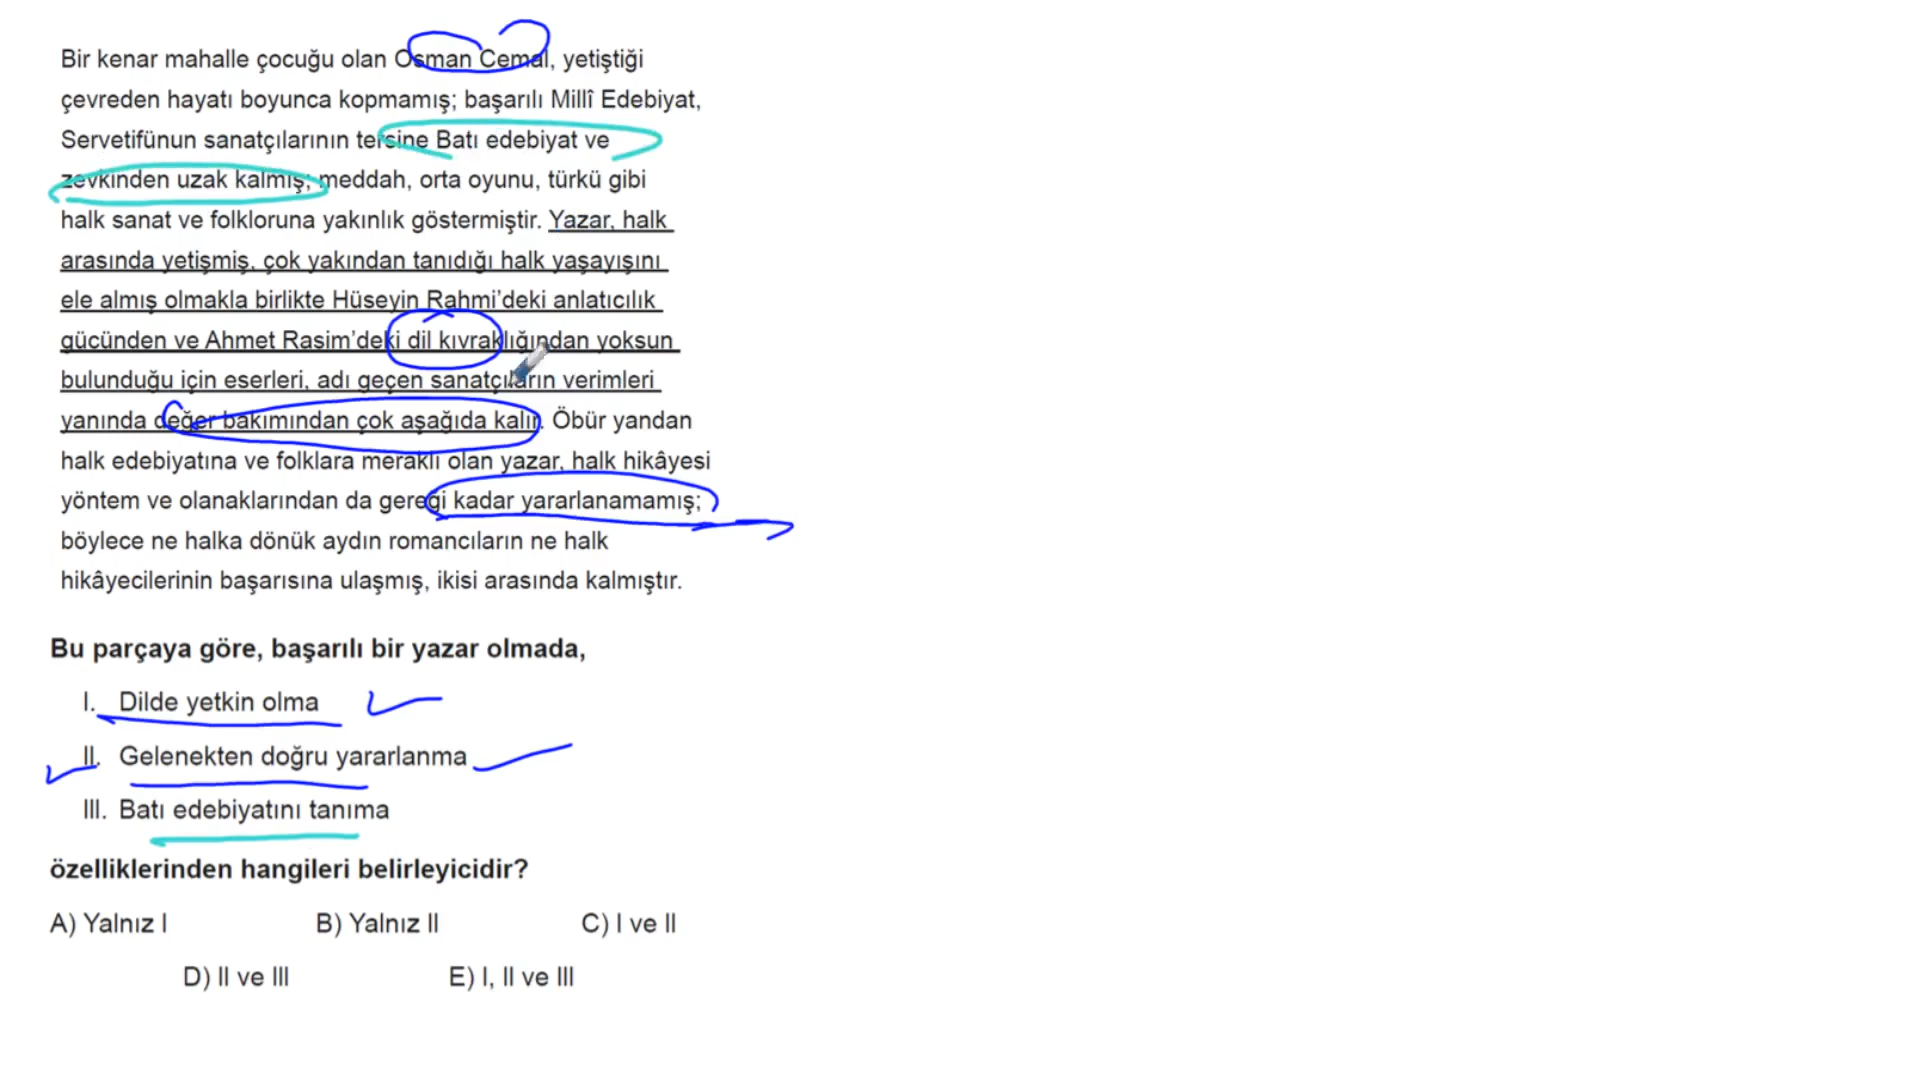 Bir kenar mahalle çocuğu olan Osman Cemal, yetiştiği
çevreden hayatı boyunca kopmamış; başarılı Millî Edebiyat,
Servetifünun sanatçılarının tersine Batı edebiyat ve
zevkinden uzak kalmış; meddah, orta oyunu, türkü gibi
halk sanat ve folkloruna yakınlık göstermiştir. Yazar, halk
arasında yetişmiş, çok yakından tanıdığı halk yaşayışını
ele almış olmakla birlikte Hüseyin Rahmi’deki anlatıcılık
gücünden ve Ahmet Rasim’deki dil kıvraklığından yoksun
bulunduğu için eserleri, adı geçen sanatçıların verimleri
yanında değer bakımından çok aşağıda kalır. Öbür yandan
halk edebiyatına ve folklara meraklı olan yazar, halk hikâyesi
yöntem ve olanaklarından da gereği kadar yararlanamamış;
böylece ne halka dönük aydın romancıların ne halk
hikâyecilerinin başarısına ulaşmış, ikisi arasında kalmıştır.
Bu parçaya göre, başarılı bir yazar olmada,
I. Dilde yetkin olma
II. Gelenekten doğru yararlanma
III. Batı edebiyatını tanıma
özelliklerinden hangileri belirleyicidir?
A) Yalnız I B) Yalnız II C) I ve II
D) II ve III E) I, II ve III